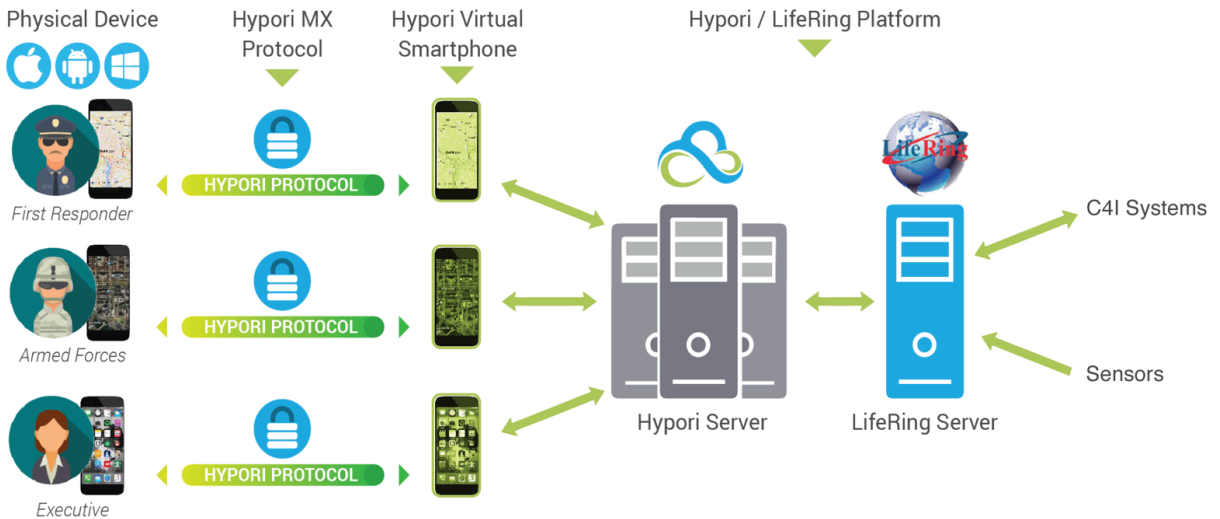 Physical Device
Hypori MX
Protocol
Hypori Virtual
Smartphone
Hypori / LifeRing Platform
HYPORI PROTOCOL
First Responder
HYPORI PROTOCOL
Armed Forces
HYPORI PROTOCOL
Executive
LifeRing
Hypori Server
LifeRing Server
C4I Systems
Sensors